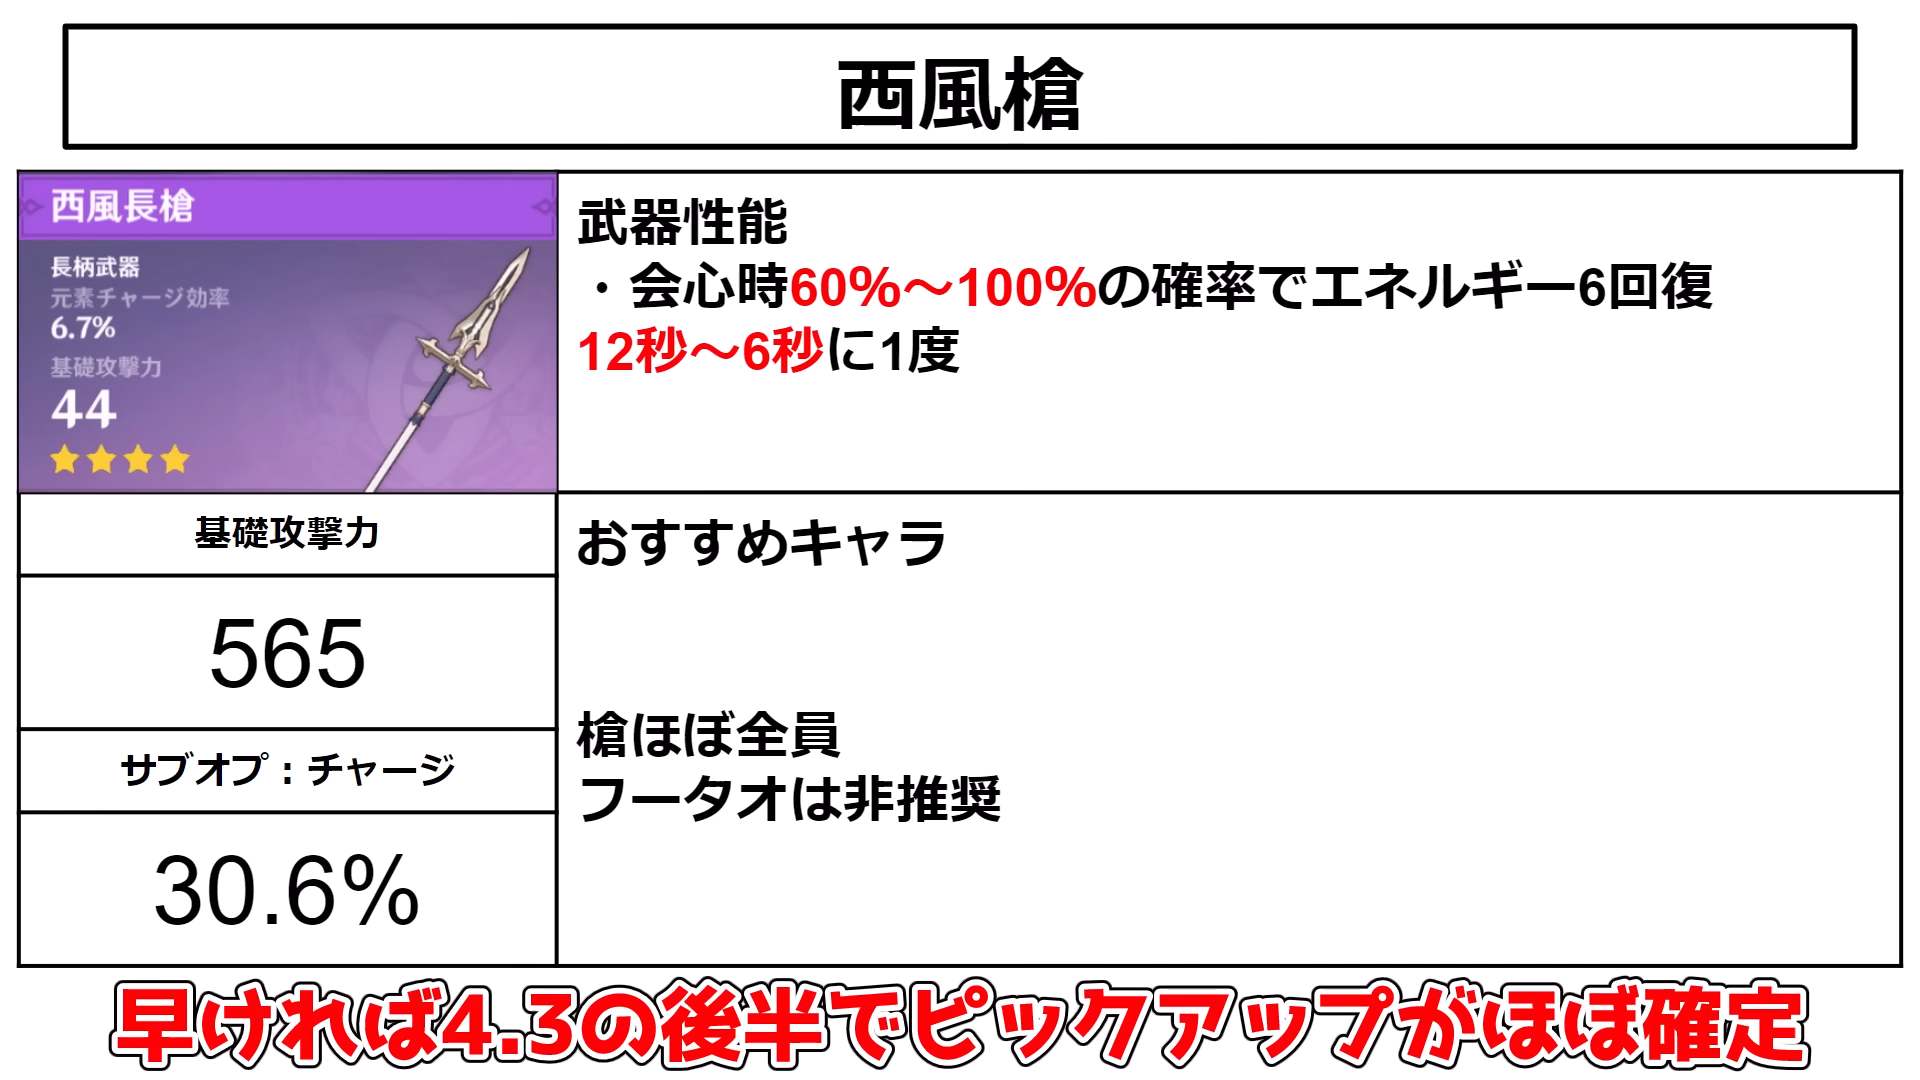 西風槍
西風長槍
長柄武器
元素チャージ効率
6.7%
基礎攻撃力
44
武器性能
・会心時60%～100%の確率でエネルギー6回復
12秒～6秒に1度
基礎攻撃力
565
サブオプ：チャージ
30.6%
おすすめキャラ
槍ほぼ全員
フータオは非推奨
早ければ4.3の後半でピックアップがほぼ確定